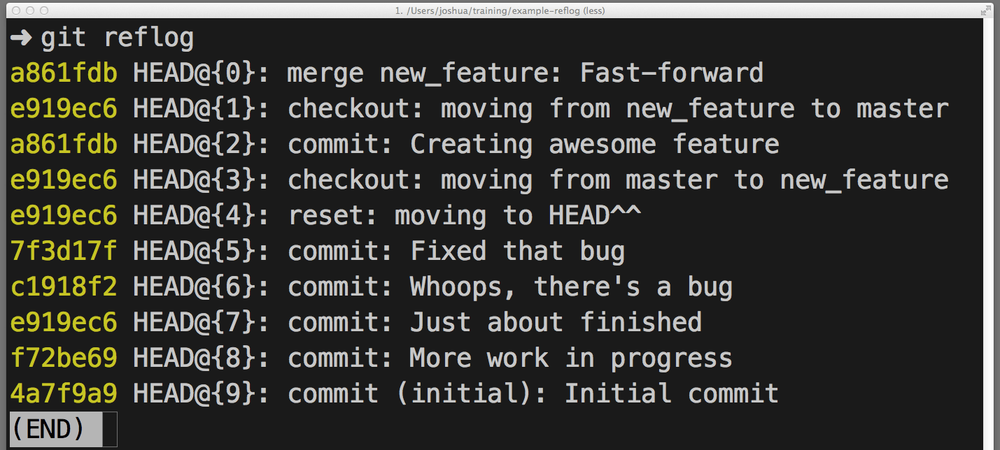 1. /Users/joshua/training/example-reflog (less)
➜ git reflog
a861fdb HEAD@{0}: merge new_feature: Fast-forward
e919ec6 HEAD@{1}: checkout: moving from new_feature to master
a861fdb HEAD@{2}: commit: Creating awesome feature
e919ec6 HEAD@{3}: checkout: moving from master to new_feature
e919ec6 HEAD@{4}: reset: moving to HEAD^^
7f3d17f HEAD@{5}: commit: Fixed that bug
c1918f2 HEAD@{6}: commit: Whoops, there's a bug
e919ec6 HEAD@{7}: commit: Just about finished
f72be69 HEAD@{8}: commit: More work in progress
4a7f9a9 HEAD@{9}: commit (initial): Initial commit
(END)